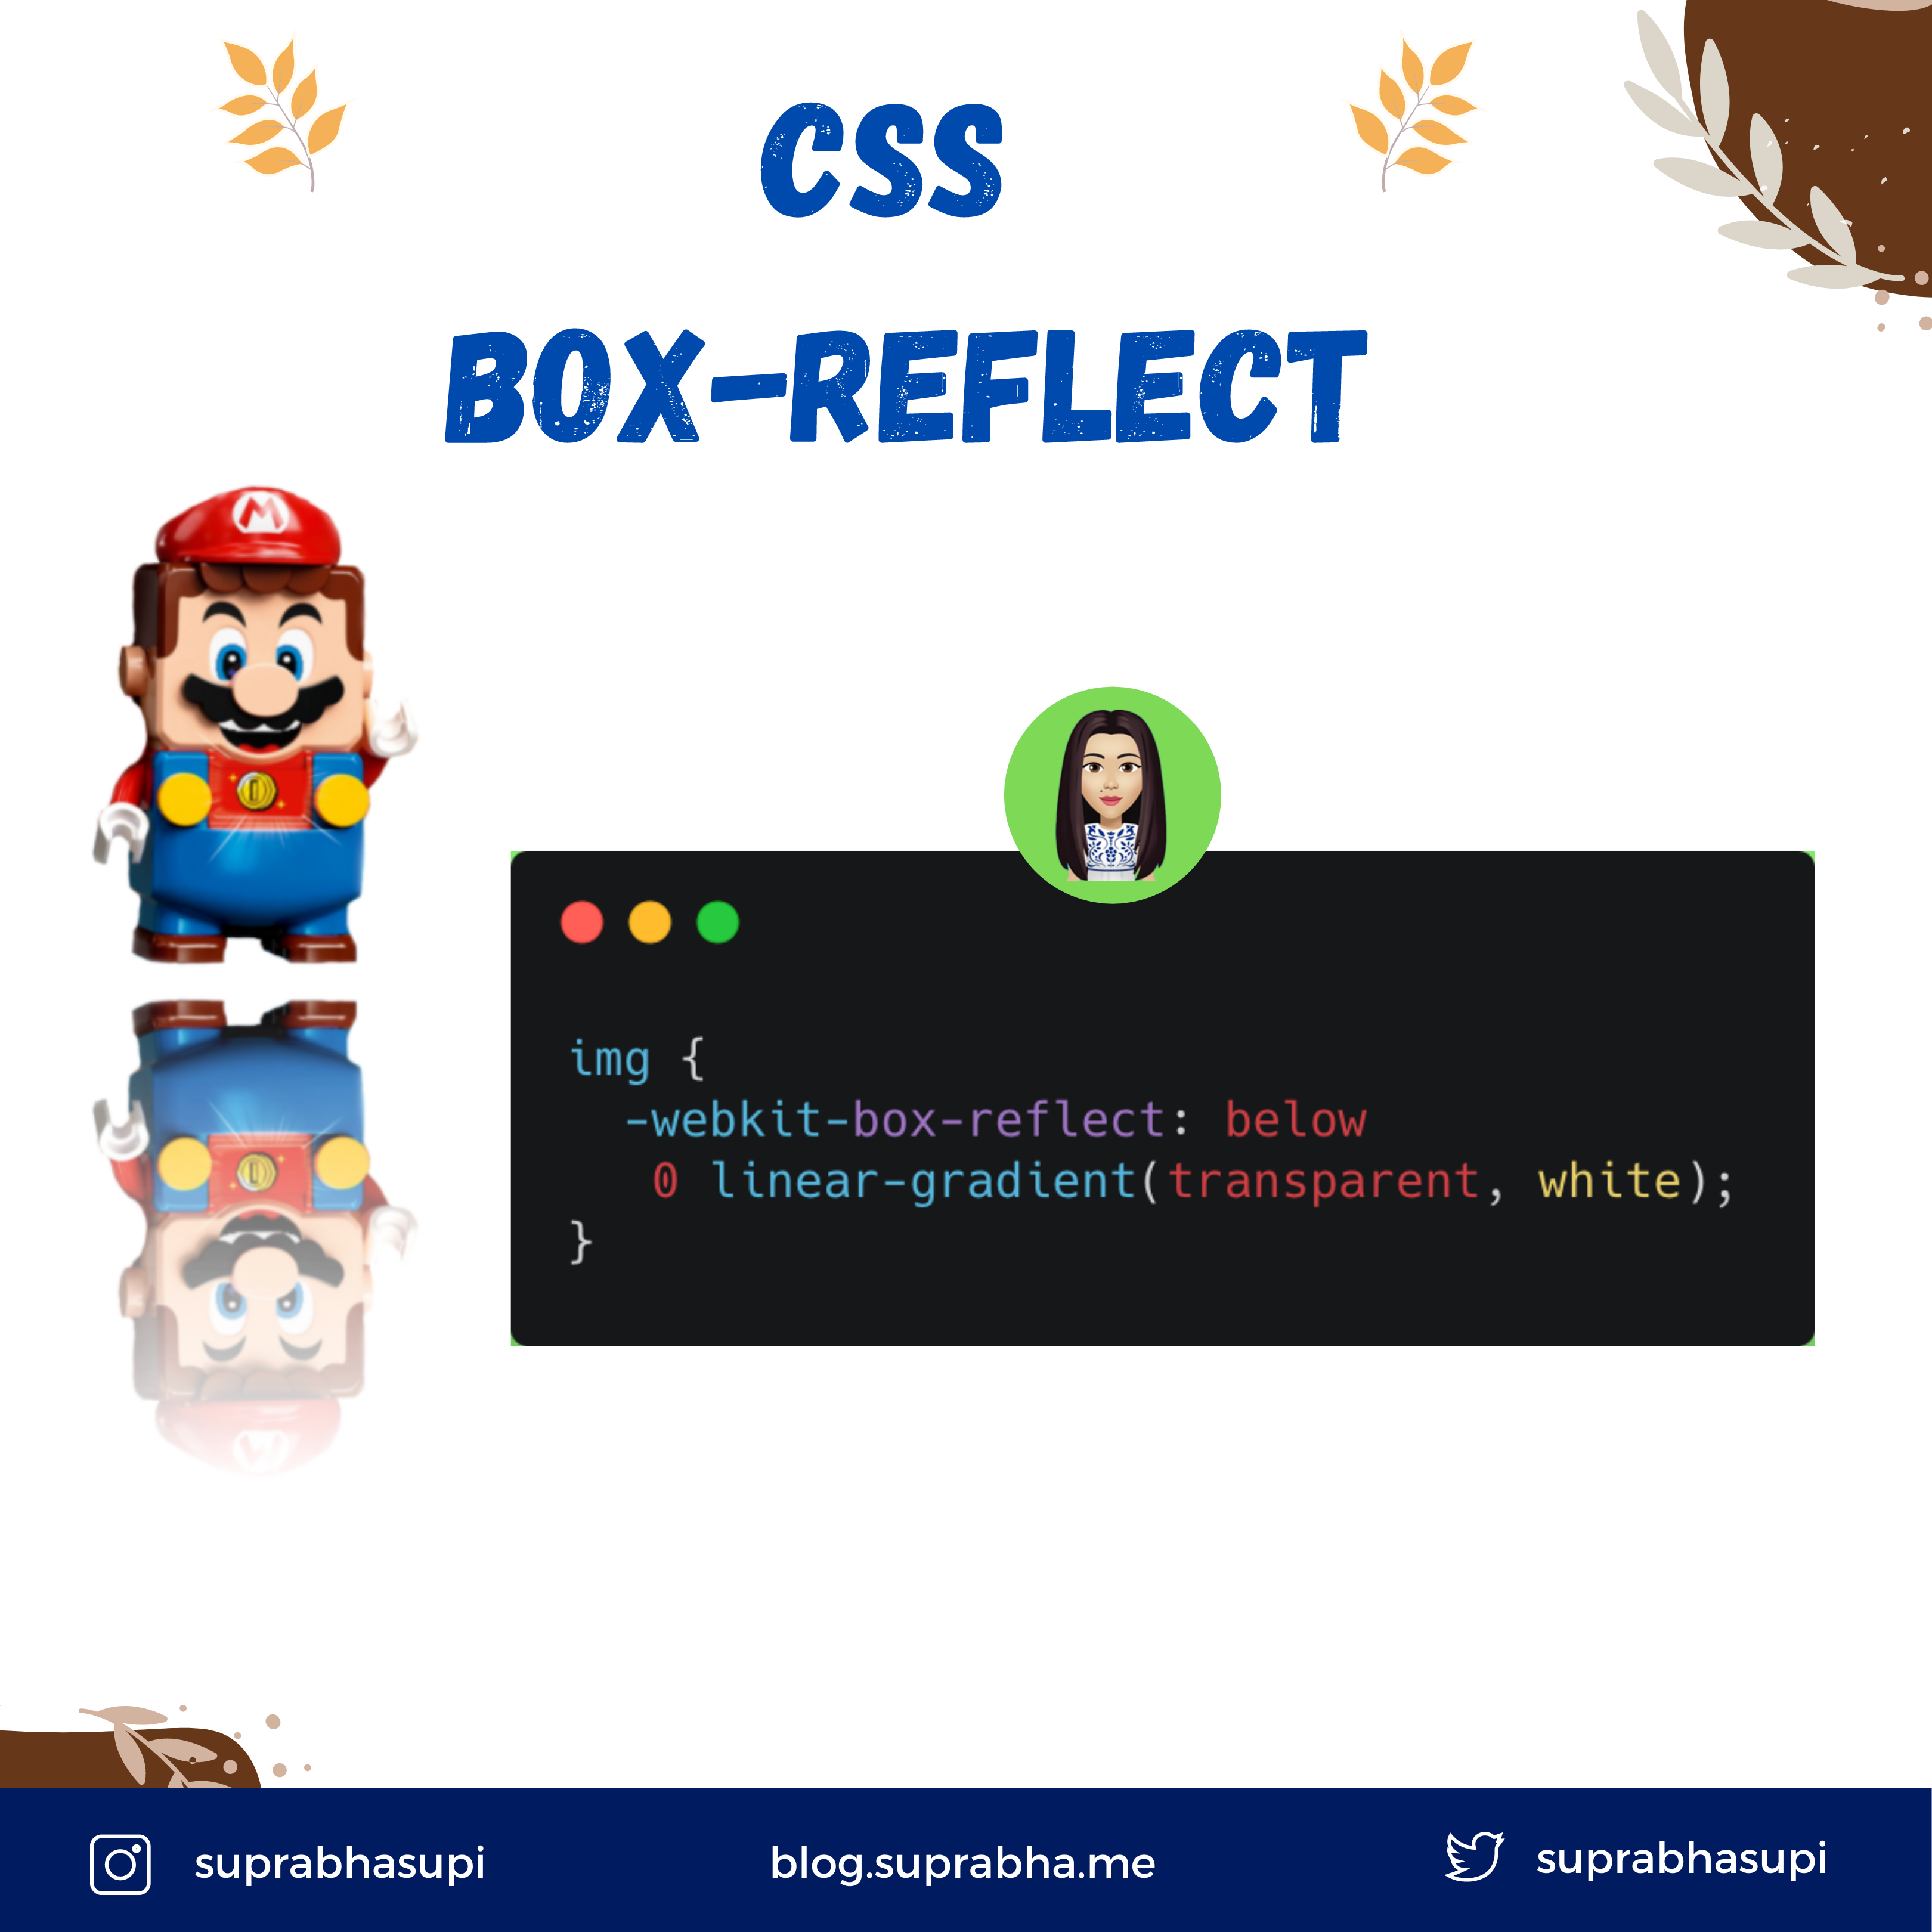 CSS
BOX-REFLECT
M
img {
-webkit-box-reflect: below
0 linear-gradient(transparent, white);
}
suprabhasupi
blog.suprabha.me
suprabhasupi